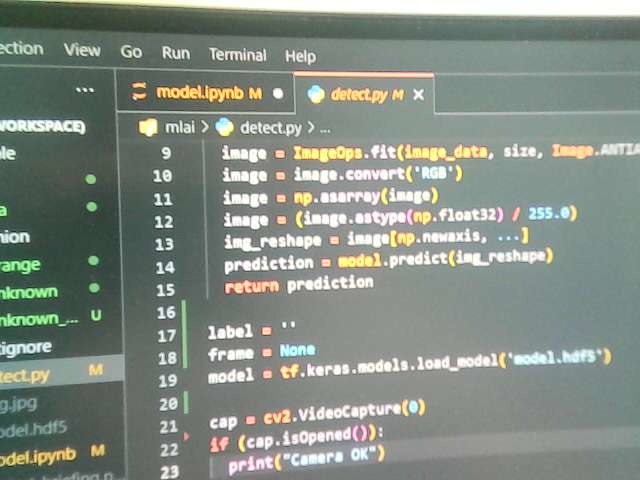 ection View Go Run Terminal Help
... model.ipynb M ● detect.py M ×
WORKSPACE) mlai > detect.py > ...
9 image = ImageOps.fit(image_data, size, Image.ANTIA
10 image = image.convert('RGB')
11 image = np.asarray(image)
12 image = (image.astype(np.float32) / 255.0)
13 img_reshape = image[np.newaxis, ...]
14 prediction = model.predict(img_reshape)
15 return prediction
16
17 label = ''
18 frame = None
19 model = tf.keras.models.load_model('model.hdf5')
20
21 cap = cv2.VideoCapture(0)
22 if (cap.isOpened()):
23 print("Camera OK")
le
a
nion
range
nknown
nknown_... U
tignore
tect.py M
g.jpg
odel.hdf5
odel.ipynb M